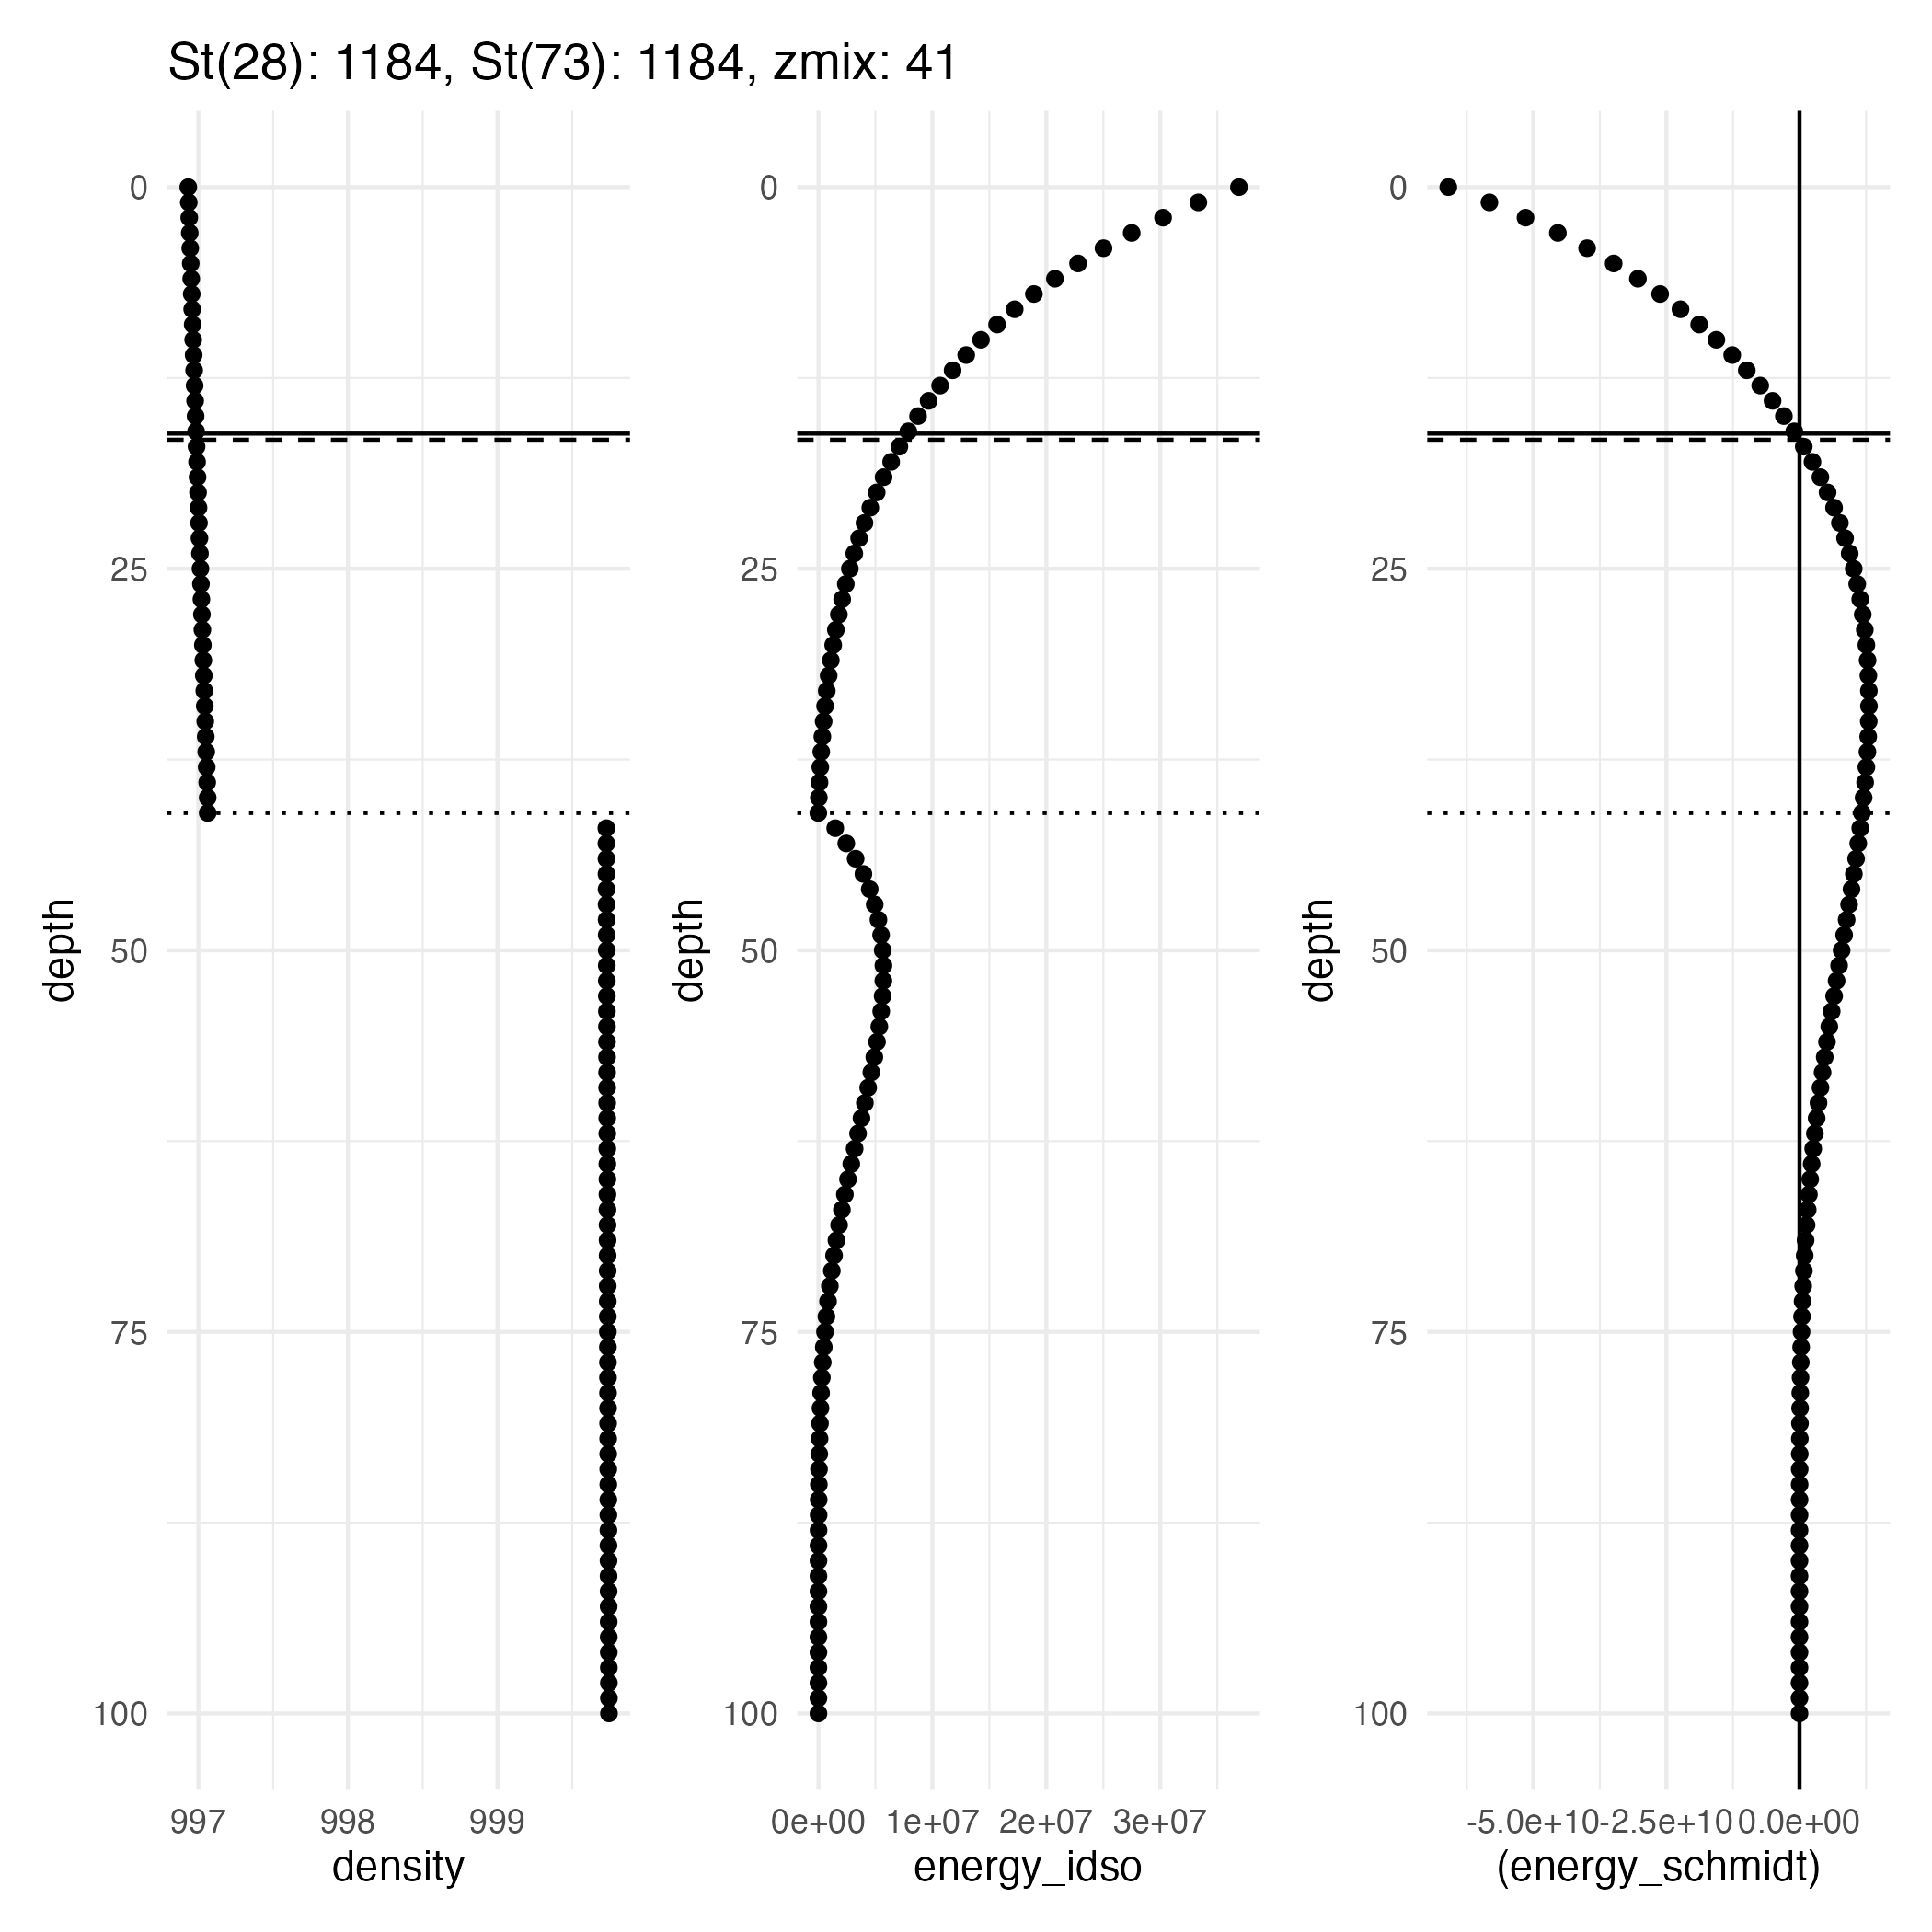 St(28): 1184, St(73): 1184, zmix: 41
0
25
50
75
100
depth
997 998 999
density
0
25
50
75
100
depth
0e+00 1e+07 2e+07 3e+07
energy_idso
0
25
50
75
100
depth
-5.0e+10 -2.5e+10 0.0e+00
(energy_schmidt)